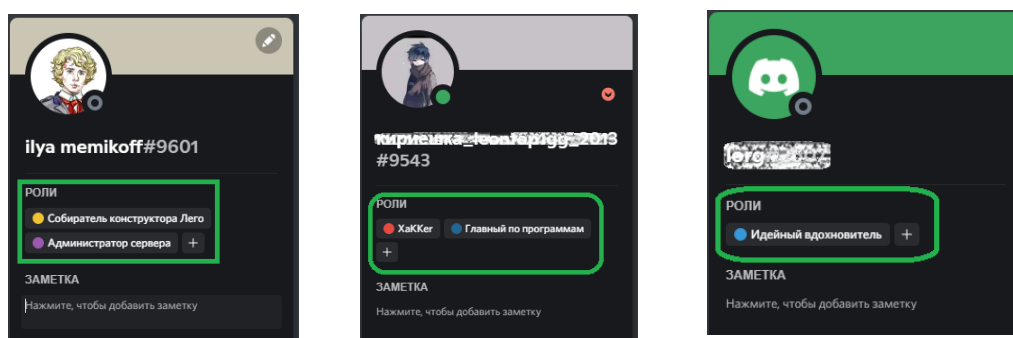 ilya memikoff#9601
РОЛИ
Собиратель конструктора Лего
Администратор сервера +
ЗАМЕТКА
Нажмите, чтобы добавить заметку
#9543
РОЛИ
XaKKer Главный по программам
+
ЗАМЕТКА
Нажмите, чтобы добавить заметку
РОЛИ
Идейный вдохновитель +
ЗАМЕТКА
Нажмите, чтобы добавить заметку